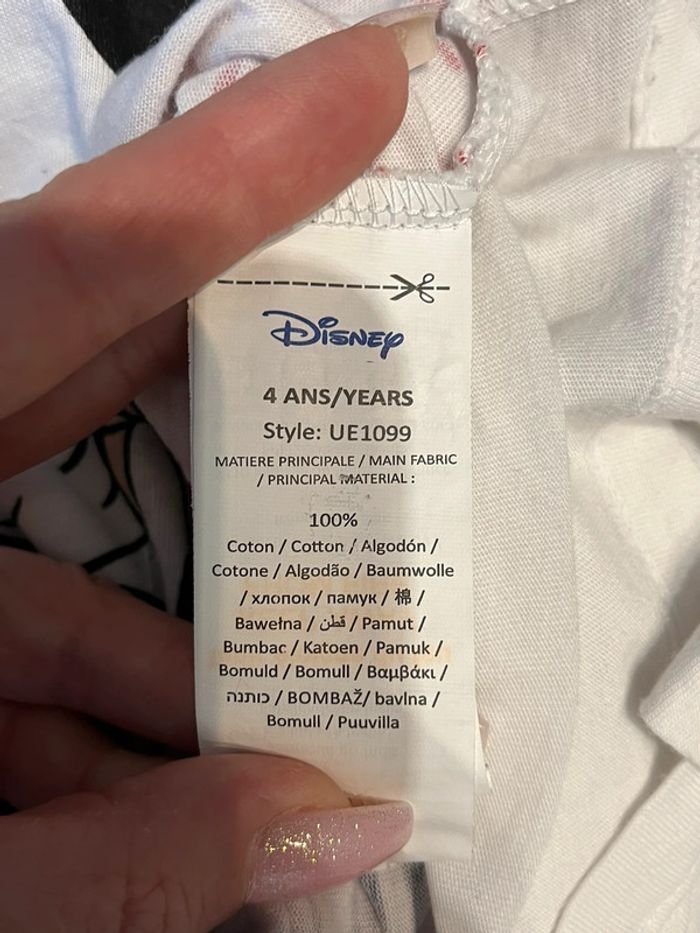 Disney
4 ANS/YEARS
Style: UE1099
MATIERE PRINCIPALE / MAIN FABRIC
/ PRINCIPAL MATERIAL :
100%
Coton / Cotton / Algodón /
Cotone / Algodão / Baumwolle
/ хлопок / памук / 棉 /
Bawełna / قطن / Pamut /
Bumbac / Katoen / Pamuk /
Bomuld / Bomull / Βαμβάκι /
כותנה / BOMBAŽ/ bavlna /
Bomull / Puuvilla